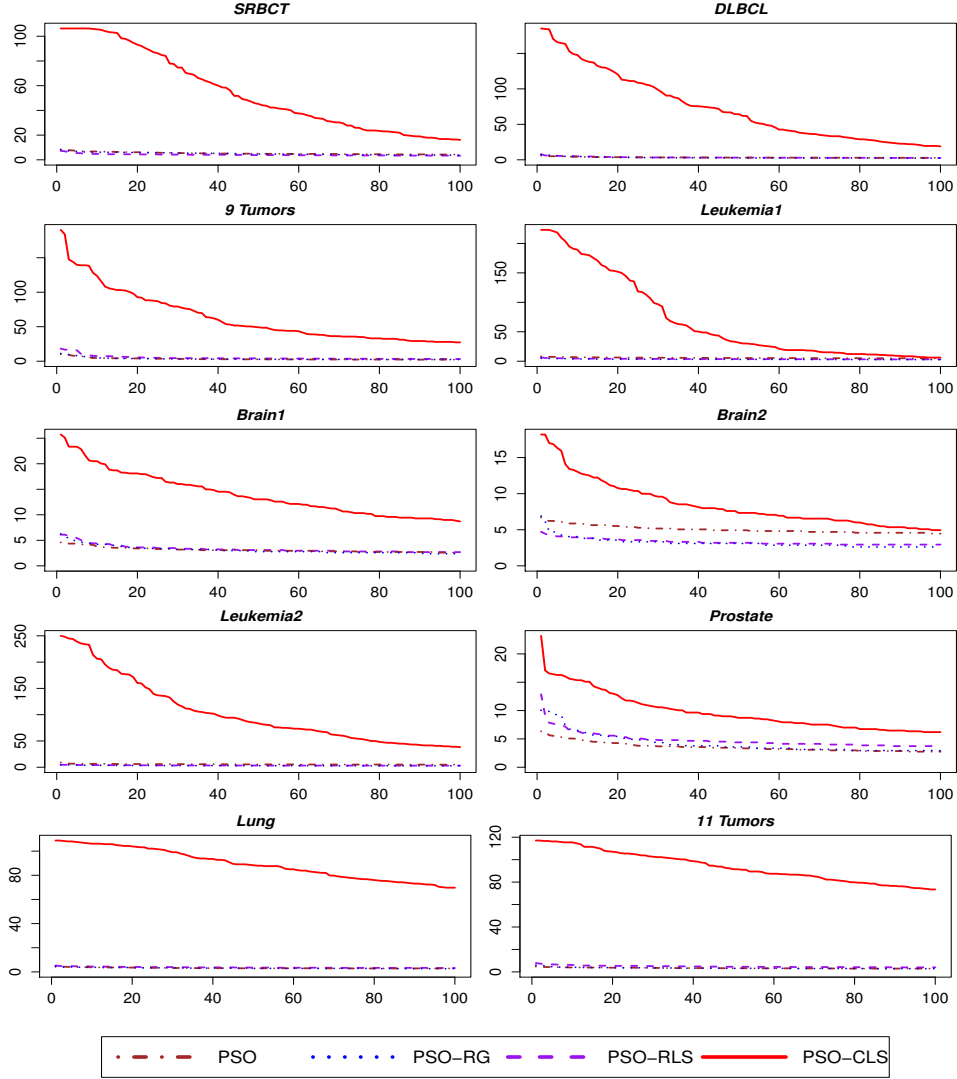 SRBCT
DLBCL
0 20 60 100
0 50 100
0 20 40 60 80 100
0 20 40 60 80 100
9 Tumors
Leukemia1
0 50 100
0 50 150
0 20 40 60 80 100
0 20 40 60 80 100
Brain1
Brain2
0 5 10 20
0 5 10 15
0 20 40 60 80 100
0 20 40 60 80 100
Leukemia2
Prostate
0 50 150 250
0 5 10 20
0 20 40 60 80 100
0 20 40 60 80 100
Lung
11 Tumors
0 40 80
0 40 80 120
0 20 40 60 80 100
0 20 40 60 80 100
PSO PSO−RG PSO−RLS PSO−CLS